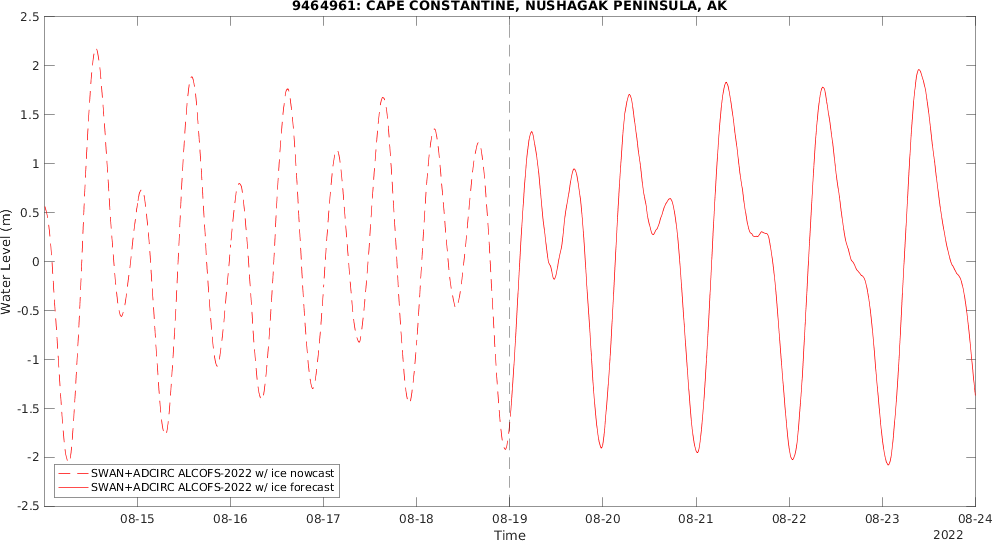 9464961: CAPE CONSTANTINE, NUSHAGAK PENINSULA, AK
2.5
2
1.5
1
0.5
0
-0.5
-1
-1.5
-2
-2.5
Water Level (m)
SWAN+ADCIRC ALCOFS-2022 w/ ice nowcast
SWAN+ADCIRC ALCOFS-2022 w/ ice forecast
08-15 08-16 08-17 08-18 08-19 08-20 08-21 08-22 08-23 08-24
Time
2022